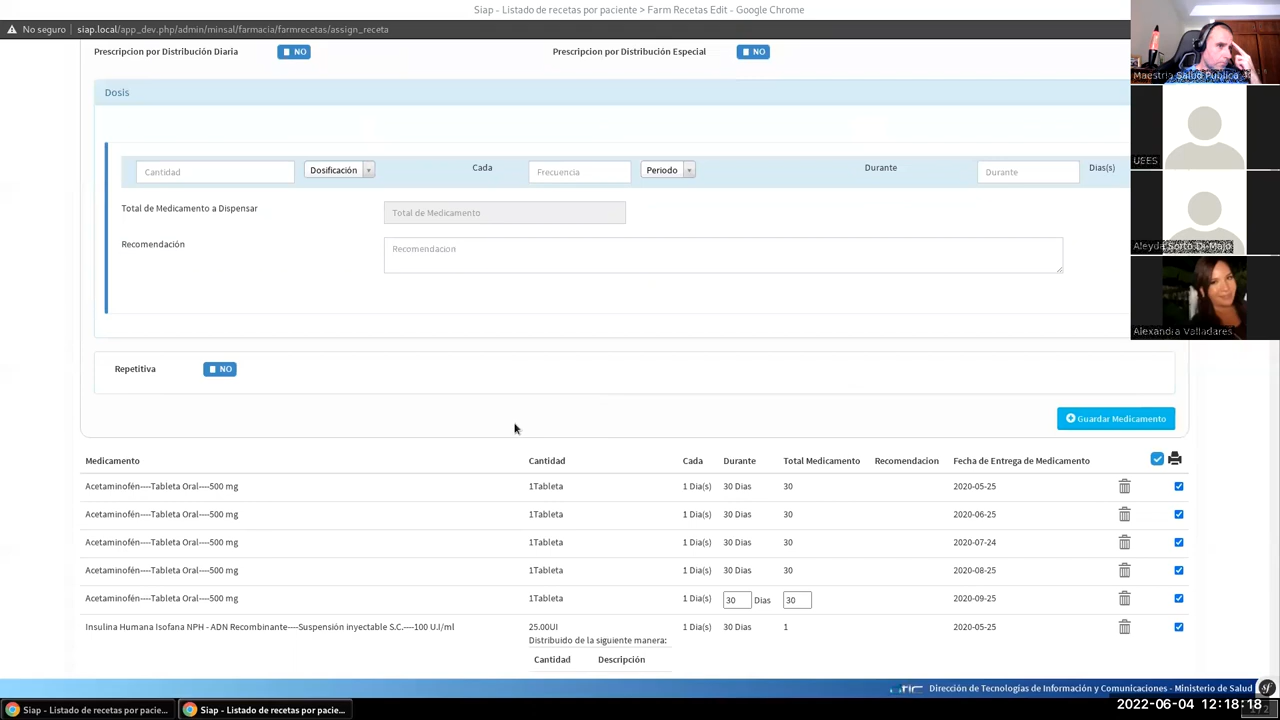 Siap - Listado de recetas por paciente > Farm Recetas Edit - Google Chrome
No seguro siap.local/app_dev.php/admin/minsal/farmacia/farmrecetas/assign_receta
Prescripcion por Distribución Diaria NO Prescripcion por Distribución Especial NO
Dosis
Cantidad Dosificación Cada Frecuencia Periodo Durante Durante Dias(s)
Total de Medicamento a Dispensar Total de Medicamento
Recomendación Recomendacion
Repetitiva NO
Guardar Medicamento
Medicamento Cantidad Cada Durante Total Medicamento Recomendacion Fecha de Entrega de Medicamento
Acetaminofén----Tableta Oral----500 mg 1Tableta 1 Dia(s) 30 Dias 30 2020-05-25
Acetaminofén----Tableta Oral----500 mg 1Tableta 1 Dia(s) 30 Dias 30 2020-06-25
Acetaminofén----Tableta Oral----500 mg 1Tableta 1 Dia(s) 30 Dias 30 2020-07-24
Acetaminofén----Tableta Oral----500 mg 1Tableta 1 Dia(s) 30 Dias 30 2020-08-25
Acetaminofén----Tableta Oral----500 mg 1Tableta 1 Dia(s) 30 Dias 30 2020-09-25
Insulina Humana Isofana NPH - ADN Recombinante----Suspensión inyectable S.C.----100 U.I/ml 25.00UI 1 Dia(s) 30 Dias 1 2020-05-25
Distribuido de la siguiente manera:
Cantidad Descripción
Dirección de Tecnologías de Información y Comunicaciones - Ministerio de Salud
Siap - Listado de recetas por pacie... Siap - Listado de recetas por pacie...
2022-06-04 12:18:18
Maestria Salud Publica
UEES
Aleyda Sorto Di Majo
Alexandra Valladares